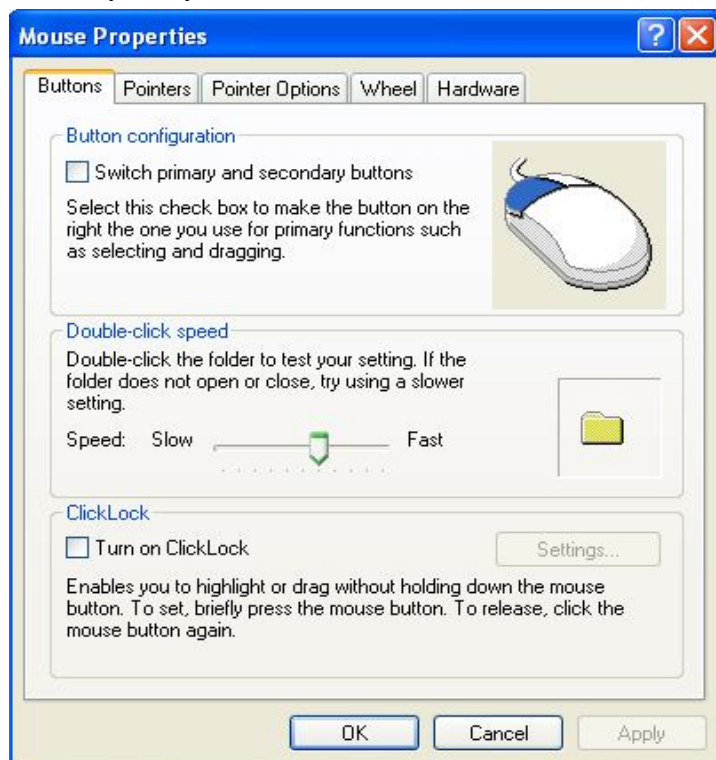 Mouse Properties
Buttons Pointers Pointer Options Wheel Hardware
Button configuration
Switch primary and secondary buttons
Select this check box to make the button on the
right the one you use for primary functions such
as selecting and dragging.
Double-click speed
Double-click the folder to test your setting. If the
folder does not open or close, try using a slower
setting.
Speed: Slow Fast
ClickLock
Turn on ClickLock Settings...
Enables you to highlight or drag without holding down the mouse
button. To set, briefly press the mouse button. To release, click the
mouse button again.
OK Cancel Apply